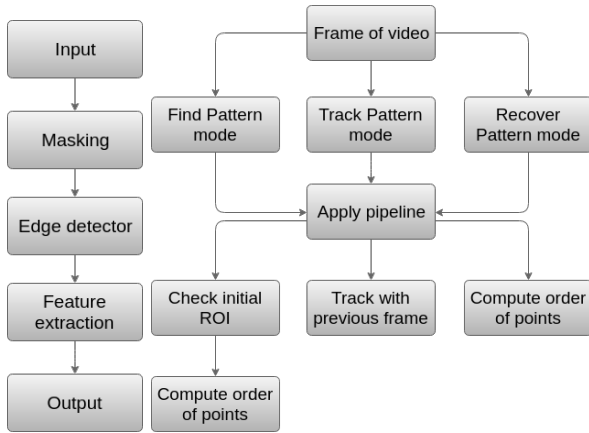 Input
Masking
Edge detector
Feature
extraction
Output
Frame of video
Find Pattern
mode
Track Pattern
mode
Recover
Pattern mode
Apply pipeline
Check initial
ROI
Track with
previous frame
Compute order
of points
Compute order
of points